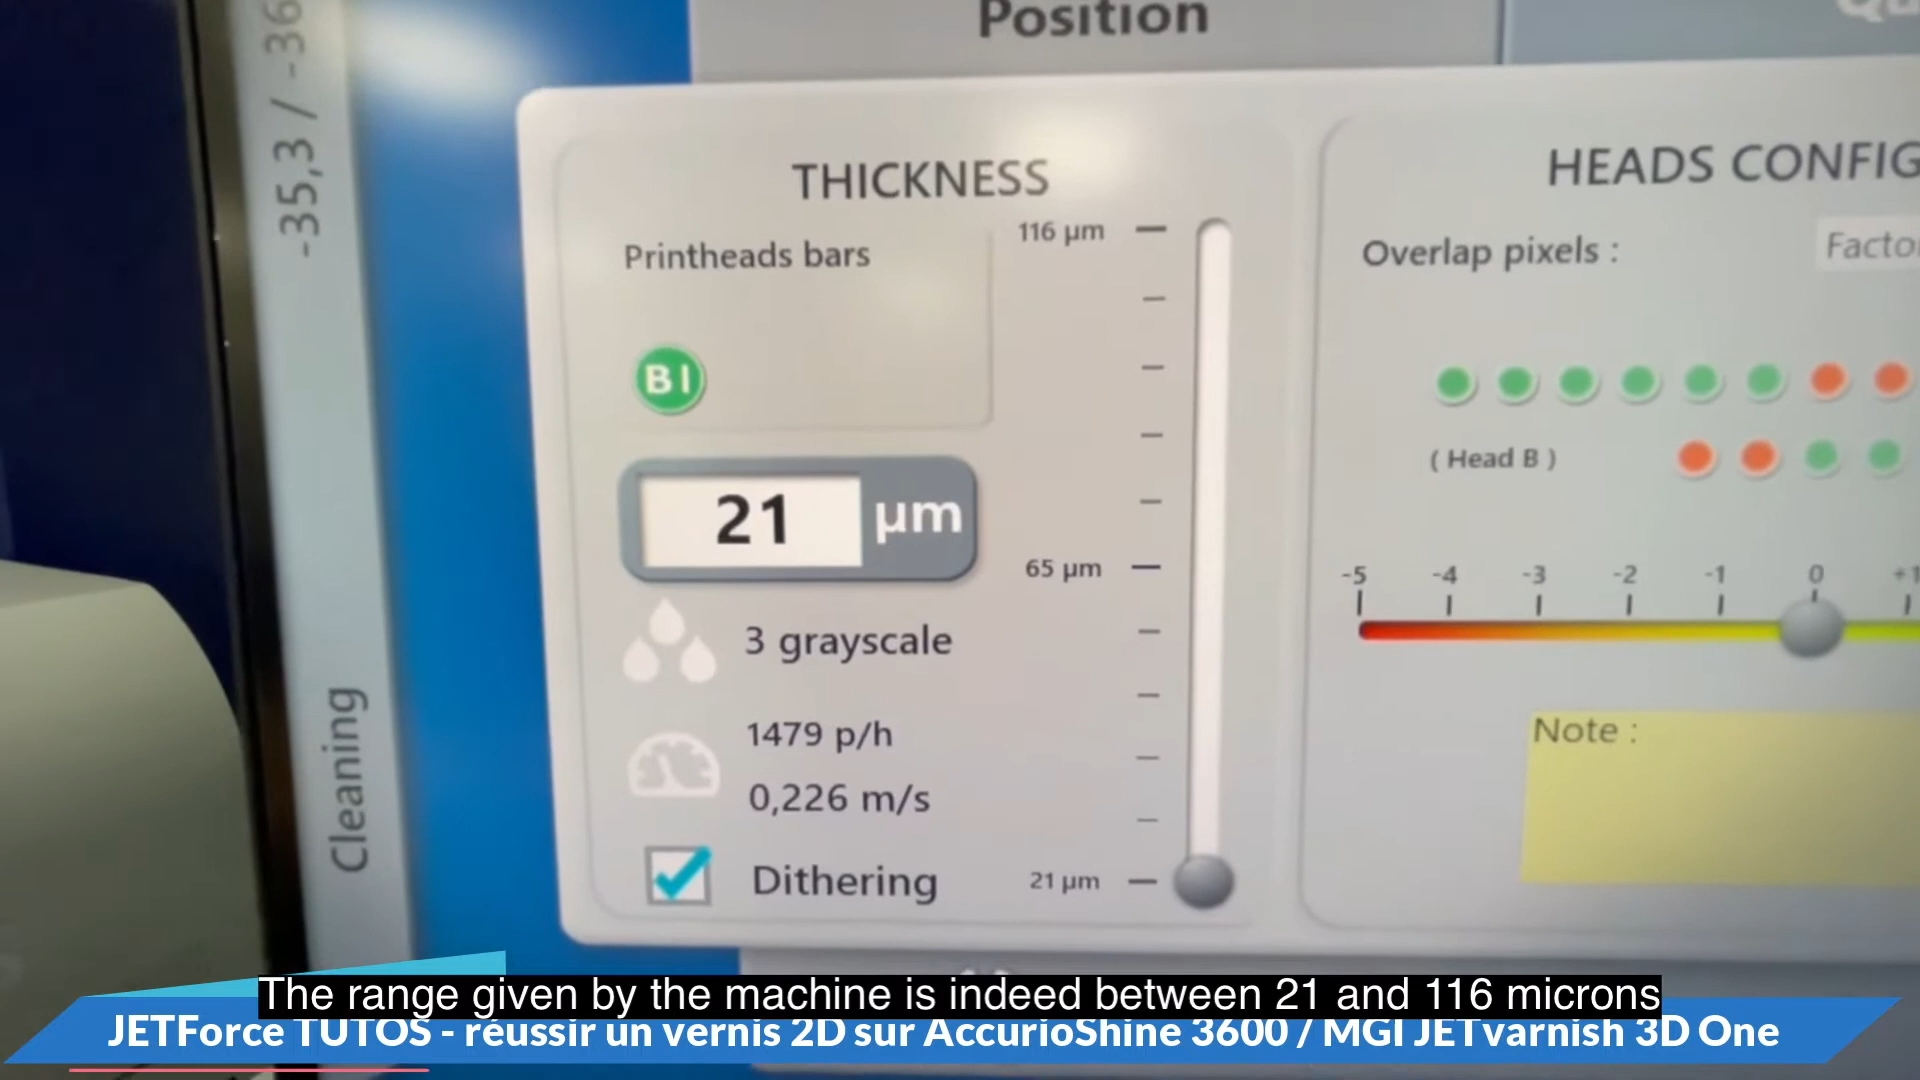 Position
-35,3 / -36
Cleaning
THICKNESS
Printheads bars
B1
116 µm
65 µm
21 µm
21 µm
3 grayscale
1479 p/h
0,226 m/s
Dithering
HEADS CONFIG
Overlap pixels :
Facto
( Head B )
-5 -4 -3 -2 -1 0 +1
Note :
The range given by the machine is indeed between 21 and 116 microns
JETForce TUTOS - réussir un vernis 2D sur AccurioShine 3600 / MGI JETvarnish 3D One